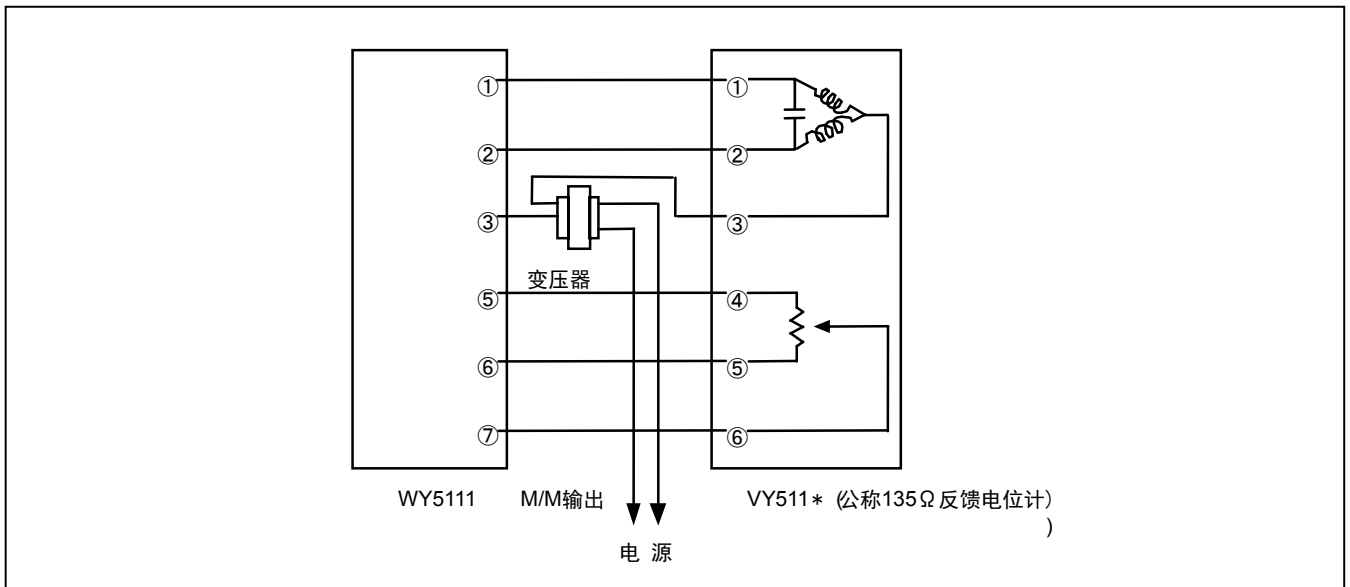 ① ①
② ②
③ ③
变压器
⑤ ④
⑥ ⑤
⑦ ⑥
WY5111 M/M输出 VY511* (公称135Ω反馈电位计)
)
电 源